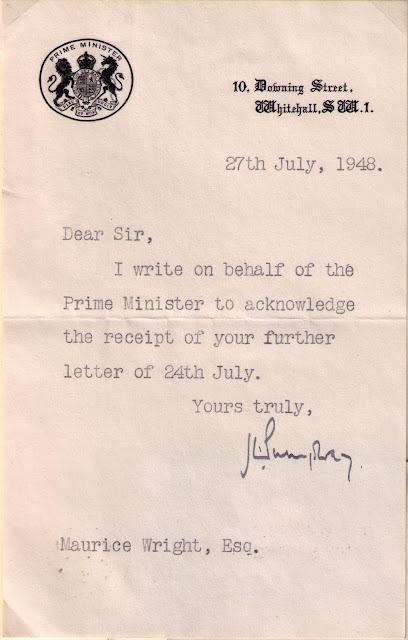 PRIME MINISTER
10, Downing Street,
Whitehall, S.W.1.
27th July, 1948.
Dear Sir,
I write on behalf of the
Prime Minister to acknowledge
the receipt of your further
letter of 24th July.
Yours truly,
Maurice Wright, Esq.